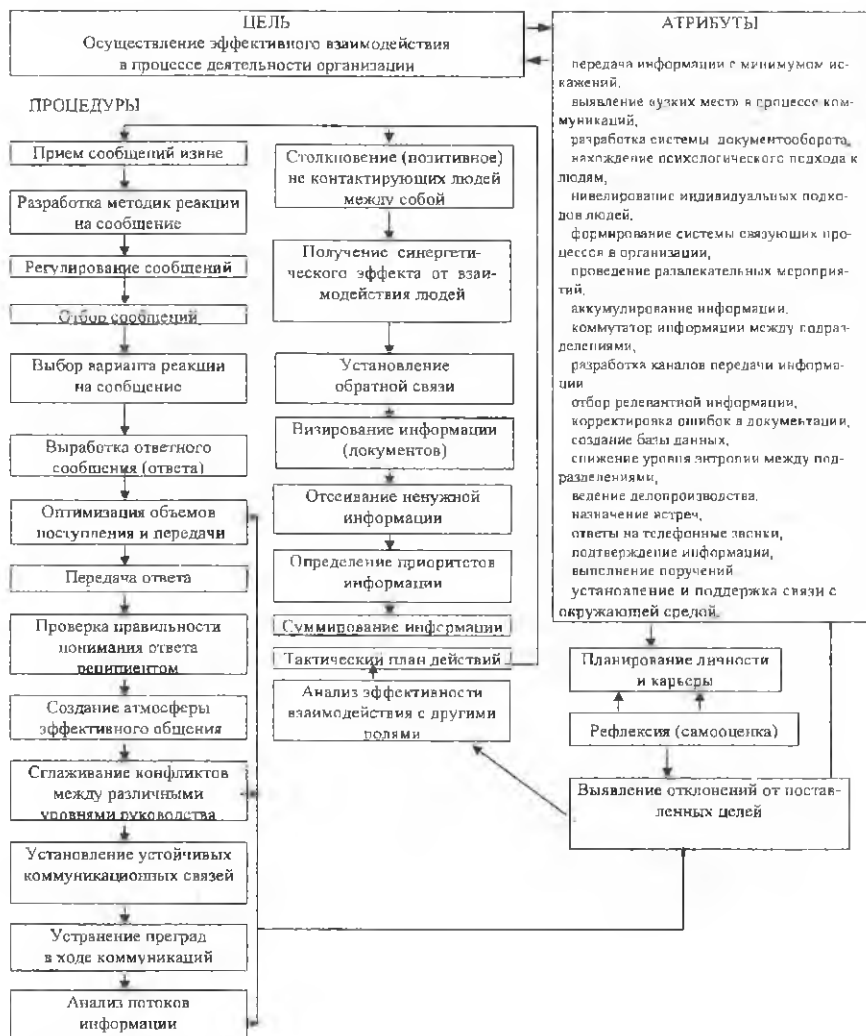 ЦЕЛЬ
Осуществление эффективного взаимодействия
в процессе деятельности организации
ПРОЦЕДУРЫ
Прием сообщений извне
Разработка методик реакции
на сообщение
Регулирование сообщений
Отбор сообщений
Выбор варианта реакции
на сообщение
Выработка ответного
сообщения (ответа)
Оптимизация объемов
поступления и передачи
Передача ответа
Проверка правильности
понимания ответа
реципиентом
Создание атмосферы
эффективного общения
Сглаживание конфликтов
между различными
уровнями руководства
Установление устойчивых
коммуникационных связей
Устранение преград
в ходе коммуникаций
Анализ потоков
информации
Столкновение (позитивное)
не контактирующих людей
между собой
Получение синергети-
ческого эффекта от взаи-
модействия людей
Установление
обратной связи
Визирование информации
(документов)
Отсеивание ненужной
информации
Определение приоритетов
информации
Суммирование информации
Тактический план действий
Анализ эффективности
взаимодействия с другими
ролями
АТРИБУТЫ
передача информации с минимумом ис-
кажений,
выявление «узких мест» в процессе ком-
муникаций,
разработка системы документооборота,
нахождение психологического подхода к
людям,
нивелирование индивидуальных подхо-
дов людей,
формирование системы связующих про-
цессов в организации,
проведение развлекательных мероприя-
тий,
аккумулирование информации,
коммутатор информации между подраз-
делениями,
разработка каналов передачи информа-
ции
отбор релевантной информации,
корректировка ошибок в документации,
создание базы данных,
снижение уровня энтропии между под-
разделениями,
ведение делопроизводства,
назначение встреч,
ответы на телефонные звонки,
подтверждение информации,
выполнение поручений
установление и поддержка связи с
окружающей средой.
Планирование личности
и карьеры
Рефлексия (самооценка)
Выявление отклонений от постав-
ленных целей